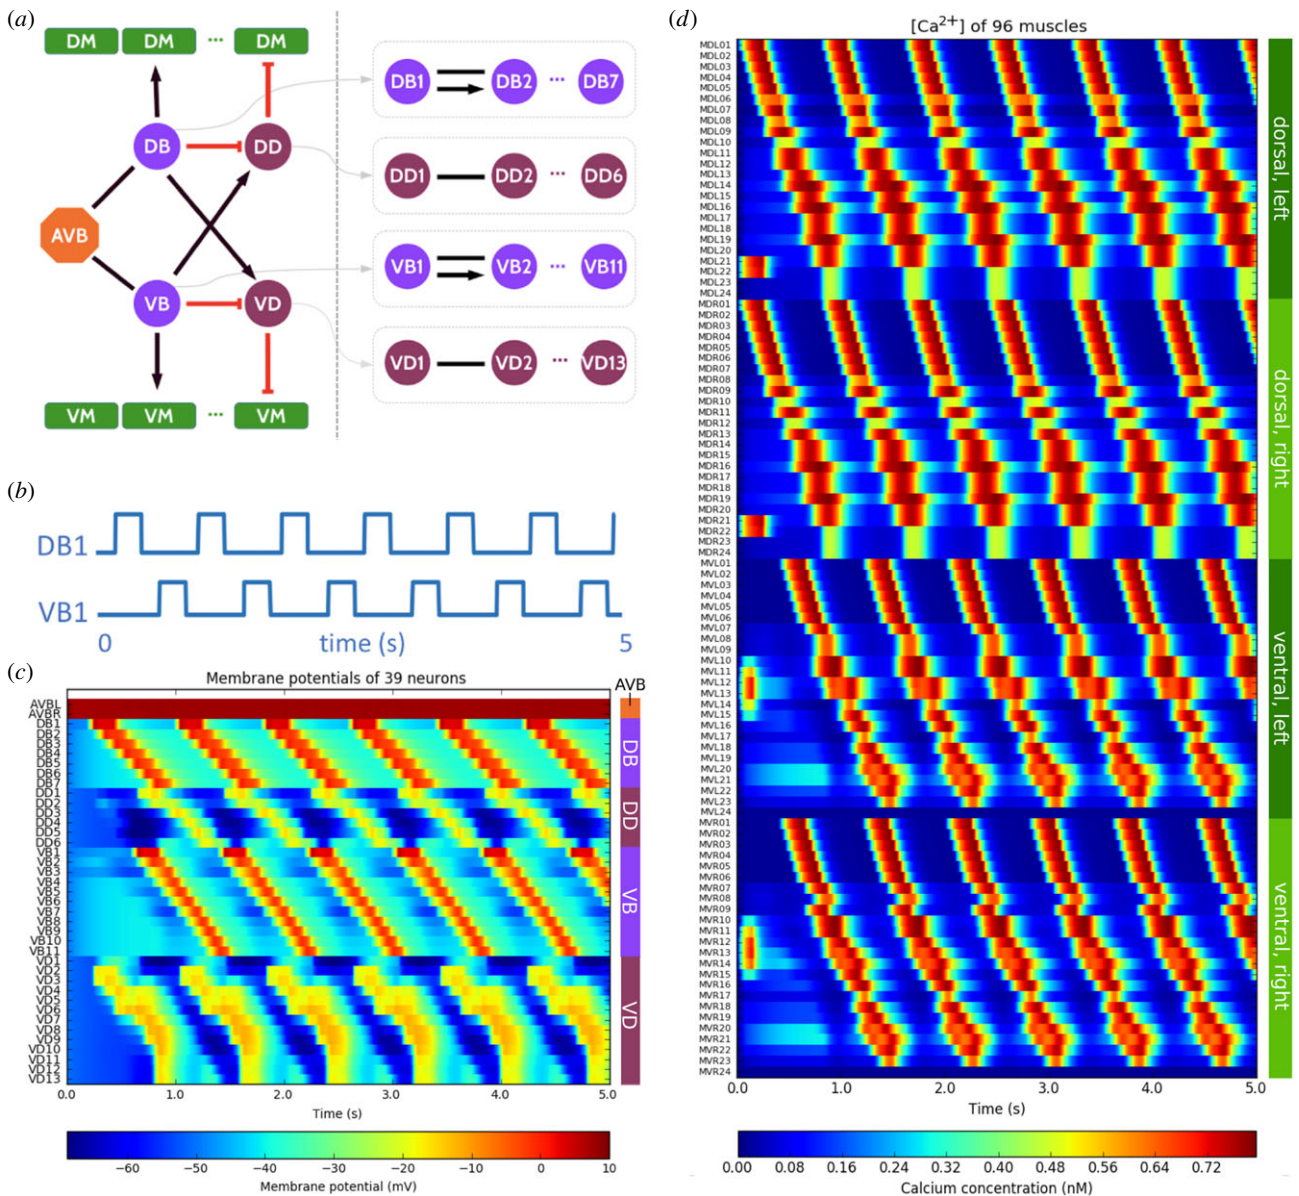 (a)
DM DM ... DM
DB DD
AVB
VB VD
VM VM ... VM
DB1 DB2 ... DB7
DD1 DD2 ... DD6
VB1 VB2 ... VB11
VD1 VD2 ... VD13
(b)
DB1
VB1
0 time (s) 5
(c)
Membrane potentials of 39 neurons
AVB
AVBL
AVBR
DB1
DB2
DB3
DB4
DB5
DB6
DB7
DD1
DD2
DD3
DD4
DD5
DD6
VB1
VB2
VB3
VB4
VB5
VB6
VB7
VB8
VB9
VB10
VB11
VD1
VD2
VD3
VD4
VD5
VD6
VD7
VD8
VD9
VD10
VD11
VD12
VD13
DB
DD
VB
VD
0.0 1.0 2.0 3.0 4.0 5.0
Time (s)
−60 −50 −40 −30 −20 −10 0 10
Membrane potential (mV)
(d)
[Ca2+] of 96 muscles
MDL01
MDL02
MDL03
MDL04
MDL05
MDL06
MDL07
MDL08
MDL09
MDL10
MDL11
MDL12
MDL13
MDL14
MDL15
MDL16
MDL17
MDL18
MDL19
MDL20
MDL21
MDL22
MDL23
MDL24
MDR01
MDR02
MDR03
MDR04
MDR05
MDR06
MDR07
MDR08
MDR09
MDR10
MDR11
MDR12
MDR13
MDR14
MDR15
MDR16
MDR17
MDR18
MDR19
MDR20
MDR21
MDR22
MDR23
MDR24
MVL01
MVL02
MVL03
MVL04
MVL05
MVL06
MVL07
MVL08
MVL09
MVL10
MVL11
MVL12
MVL13
MVL14
MVL15
MVL16
MVL17
MVL18
MVL19
MVL20
MVL21
MVL22
MVL23
MVL24
MVR01
MVR02
MVR03
MVR04
MVR05
MVR06
MVR07
MVR08
MVR09
MVR10
MVR11
MVR12
MVR13
MVR14
MVR15
MVR16
MVR17
MVR18
MVR19
MVR20
MVR21
MVR22
MVR23
MVR24
dorsal, left
dorsal, right
ventral, left
ventral, right
0.0 1.0 2.0 3.0 4.0 5.0
Time (s)
0.00 0.08 0.16 0.24 0.32 0.40 0.48 0.56 0.64 0.72
Calcium concentration (nM)